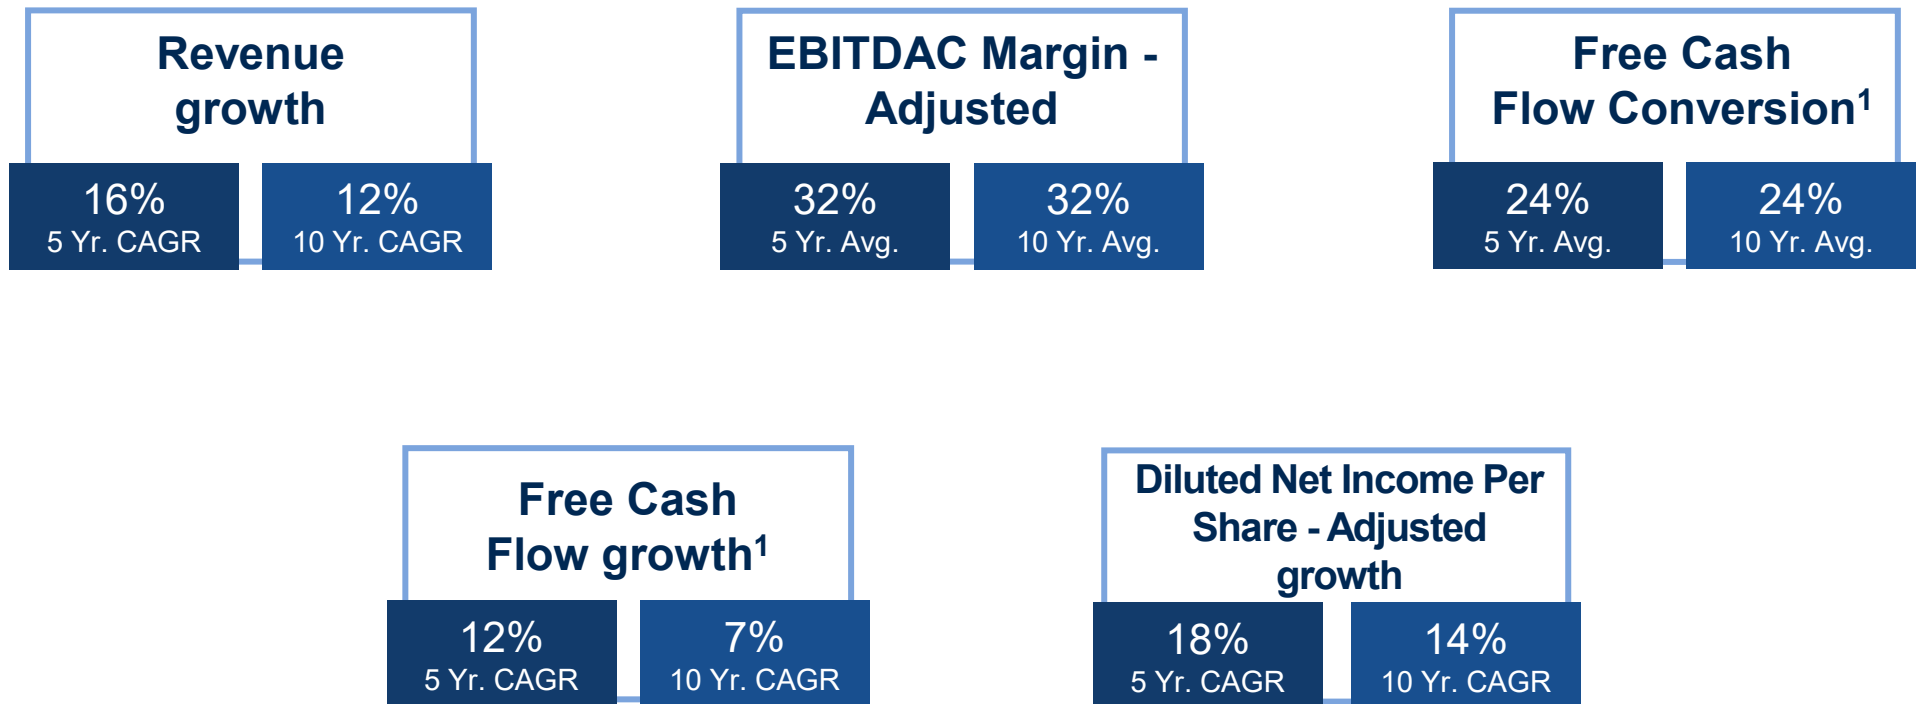 Revenue
growth
16%
5 Yr. CAGR
12%
10 Yr. CAGR
EBITDAC Margin -
Adjusted
32%
5 Yr. Avg.
32%
10 Yr. Avg.
Free Cash
Flow Conversion¹
24%
5 Yr. Avg.
24%
10 Yr. Avg.
Free Cash
Flow growth¹
12%
5 Yr. CAGR
7%
10 Yr. CAGR
Diluted Net Income Per
Share - Adjusted
growth
18%
5 Yr. CAGR
14%
10 Yr. CAGR